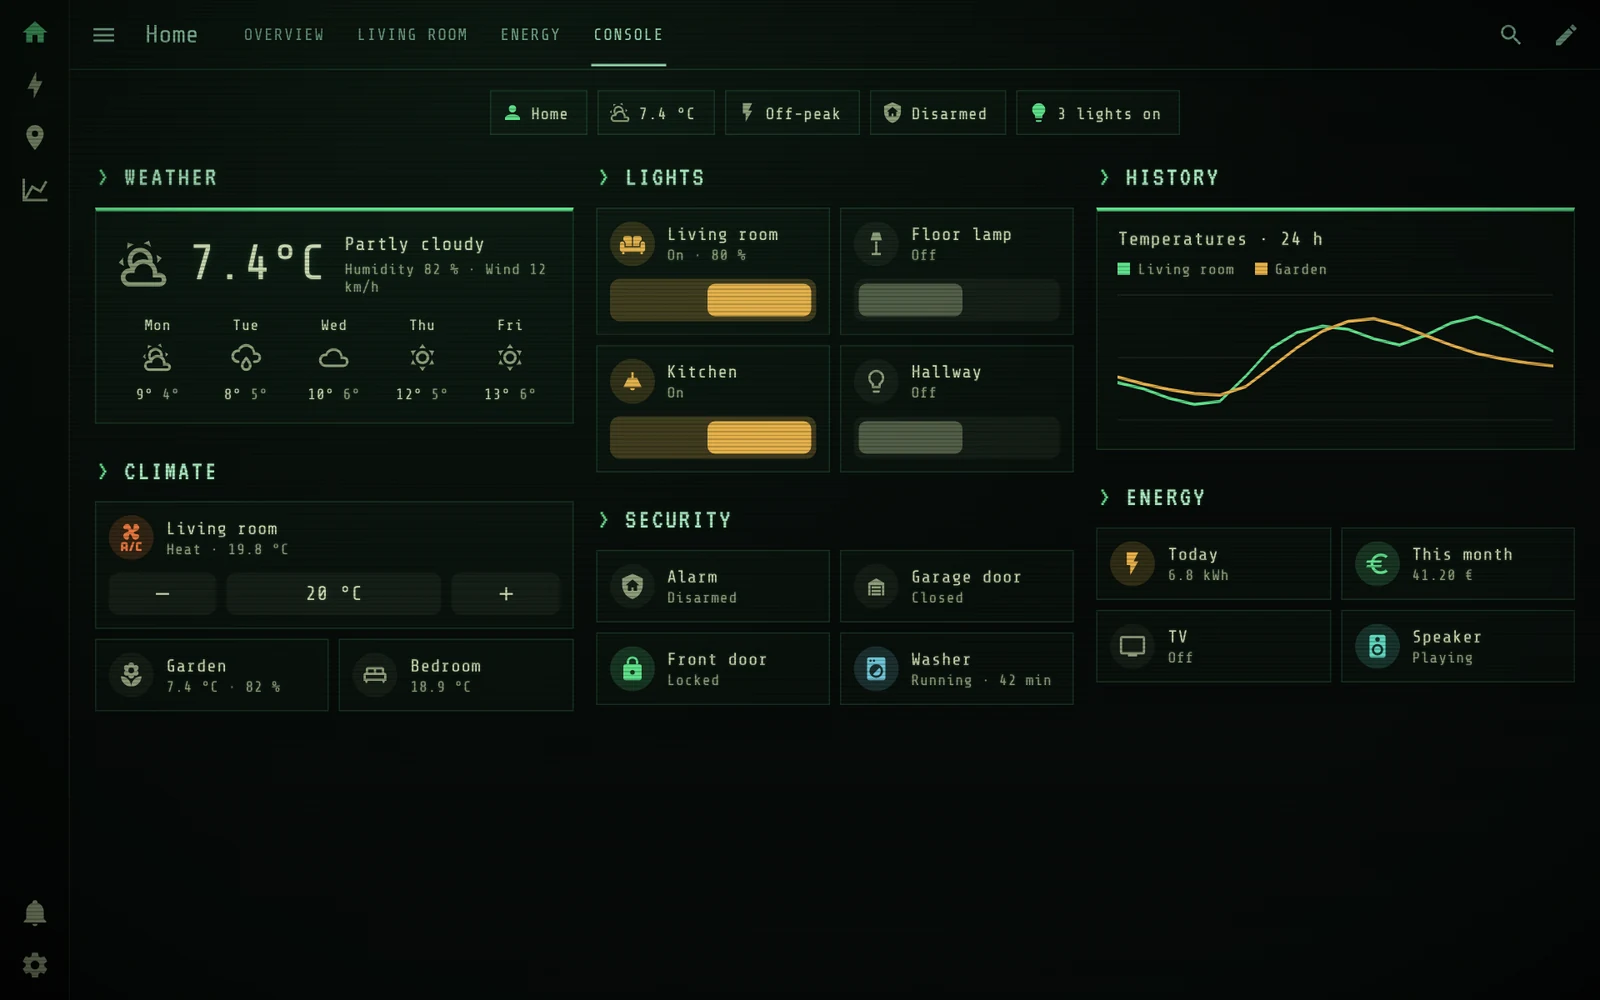 Home
OVERVIEW
LIVING ROOM
ENERGY
CONSOLE
Home
7.4 °C
Off-peak
Disarmed
3 lights on
WEATHER
7.4°C
Partly cloudy
Humidity 82 % · Wind 12
km/h
Mon Tue Wed Thu Fri
9° 4° 8° 5° 10° 6° 12° 5° 13° 6°
CLIMATE
A/C
Living room
Heat · 19.8 °C
− 20 °C +
Garden
7.4 °C · 82 %
Bedroom
18.9 °C
LIGHTS
Living room
On · 80 %
Floor lamp
Off
Kitchen
On
Hallway
Off
SECURITY
Alarm
Disarmed
Garage door
Closed
Front door
Locked
Washer
Running · 42 min
HISTORY
Temperatures · 24 h
Living room Garden
ENERGY
Today
6.8 kWh
€
This month
41.20 €
TV
Off
Speaker
Playing